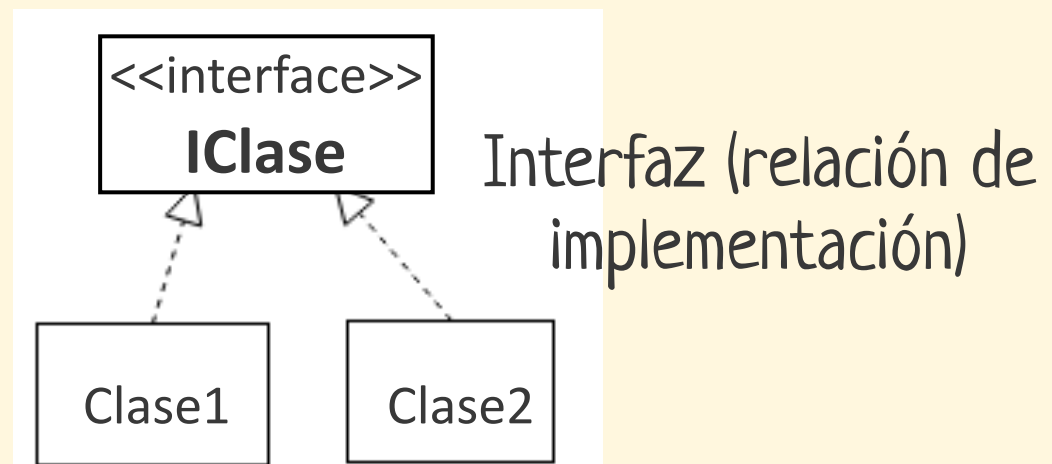 <<interface>>
IClase
Interfaz (relación de
implementación)
Clase1
Clase2